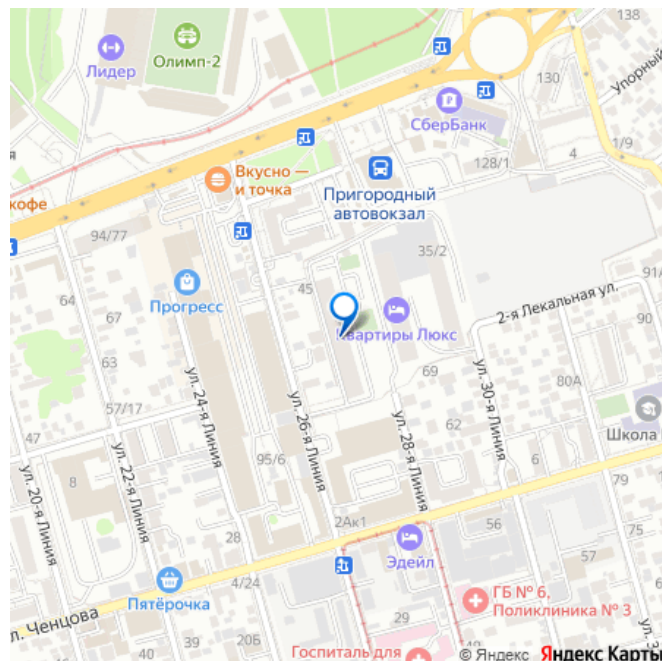 138
Лидер
Олимп-2
130
Упорный
СберБанк
1/9
Вкусно —
и точка
128/1
4
кофе
Пригородный
автовокзал
94/77
35/2
91А
64
45
Прогресс
2-я Лекальная ул.
67
Квартиры Люкс
90
69
80А
57/17
ул. 24-я Линия
ул. 26-я Линия
ул. 28-я Линия
ул. 30-я Линия
62
47
Школа
95/6
6
ул. 22-я Линия
ул. 20-я Линия
8
79
75
2Ак1
56
28
Эдейл
57
4/24
Пятёрочка
ГБ № 6,
Поликлиника № 3
л. Ченцова
29
20Б
Госпиталь для
© Яндекс Яндекс Карты